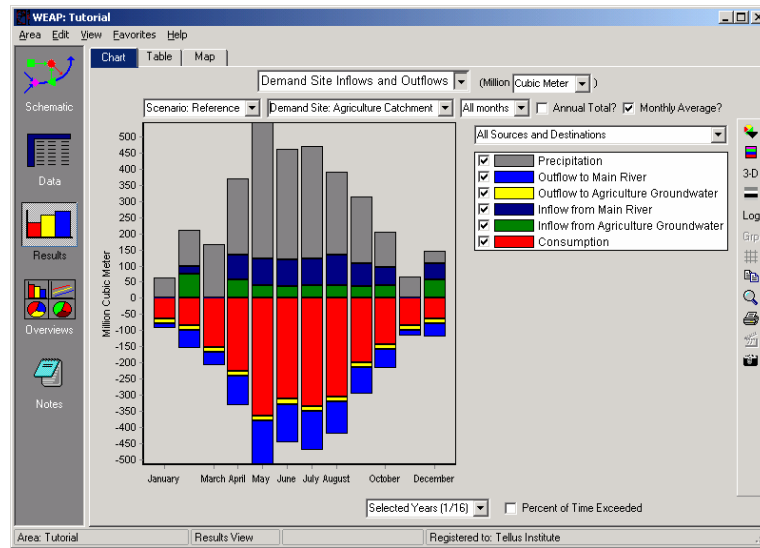 WEAP: Tutorial
Area Edit View Favorites Help
Chart Table Map
Demand Site Inflows and Outflows (Million Cubic Meter )
Scenario: Reference Demand Site: Agriculture Catchment All months Annual Total? Monthly Average?
All Sources and Destinations
Precipitation
Outflow to Main River
Outflow to Agriculture Groundwater
Inflow from Main River
Inflow from Agriculture Groundwater
Consumption
Schematic
Data
Results
Overviews
Notes
Million Cubic Meter
500
450
400
350
300
250
200
150
100
50
0
-50
-100
-150
-200
-250
-300
-350
-400
-450
-500
January March April May June July August October December
3-D
Log
Grp
Selected Years (1/16) Percent of Time Exceeded
Area: Tutorial Results View Registered to: Tellus Institute